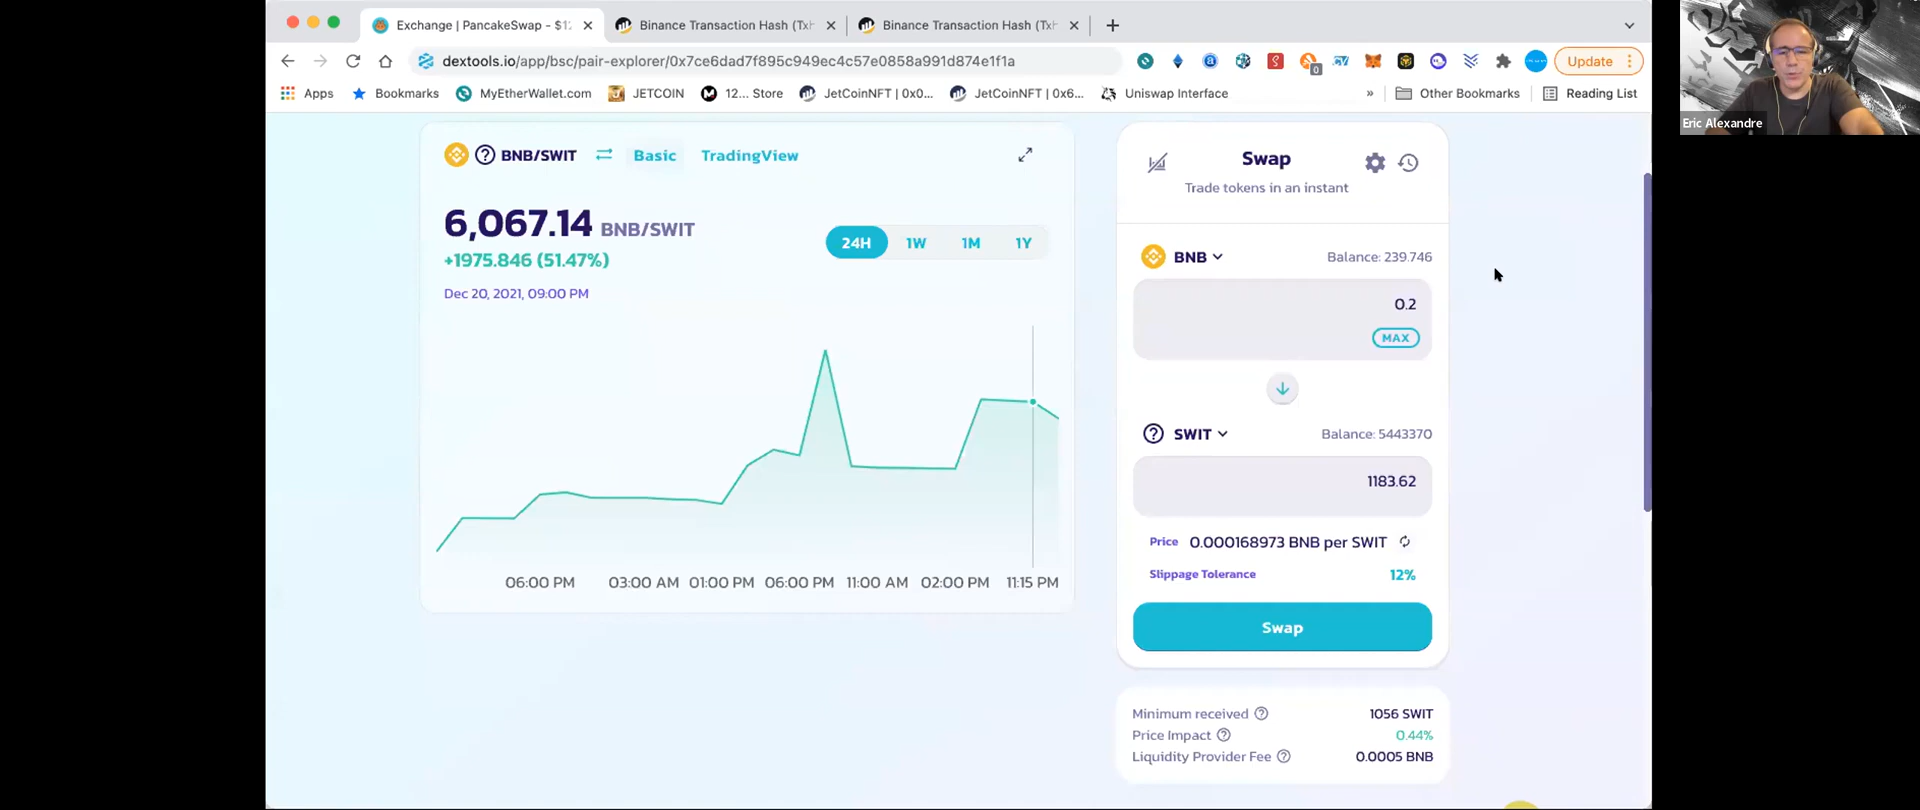 Exchange | PancakeSwap - $12
Binance Transaction Hash (Txh
Binance Transaction Hash (Txh
dextools.io/app/bsc/pair-explorer/0x7ce6dad7f895c949ec4c57e0858a991d874e1f1a
0
Update
Apps
Bookmarks
MyEtherWallet.com
JETCOIN
12... Store
JetCoinNFT | 0x0...
JetCoinNFT | 0x6...
Uniswap Interface
»
Other Bookmarks
Reading List
Eric Alexandre
BNB/SWIT
Basic
TradingView
6,067.14 BNB/SWIT
+1975.846 (51.47%)
Dec 20, 2021, 09:00 PM
24H
1W
1M
1Y
06:00 PM
03:00 AM
01:00 PM
06:00 PM
11:00 AM
02:00 PM
11:15 PM
Swap
Trade tokens in an instant
BNB
Balance: 239.746
0.2
MAX
SWIT
Balance: 5443370
1183.62
Price 0.000168973 BNB per SWIT
Slippage Tolerance 12%
Swap
Minimum received 1056 SWIT
Price Impact 0.44%
Liquidity Provider Fee 0.0005 BNB